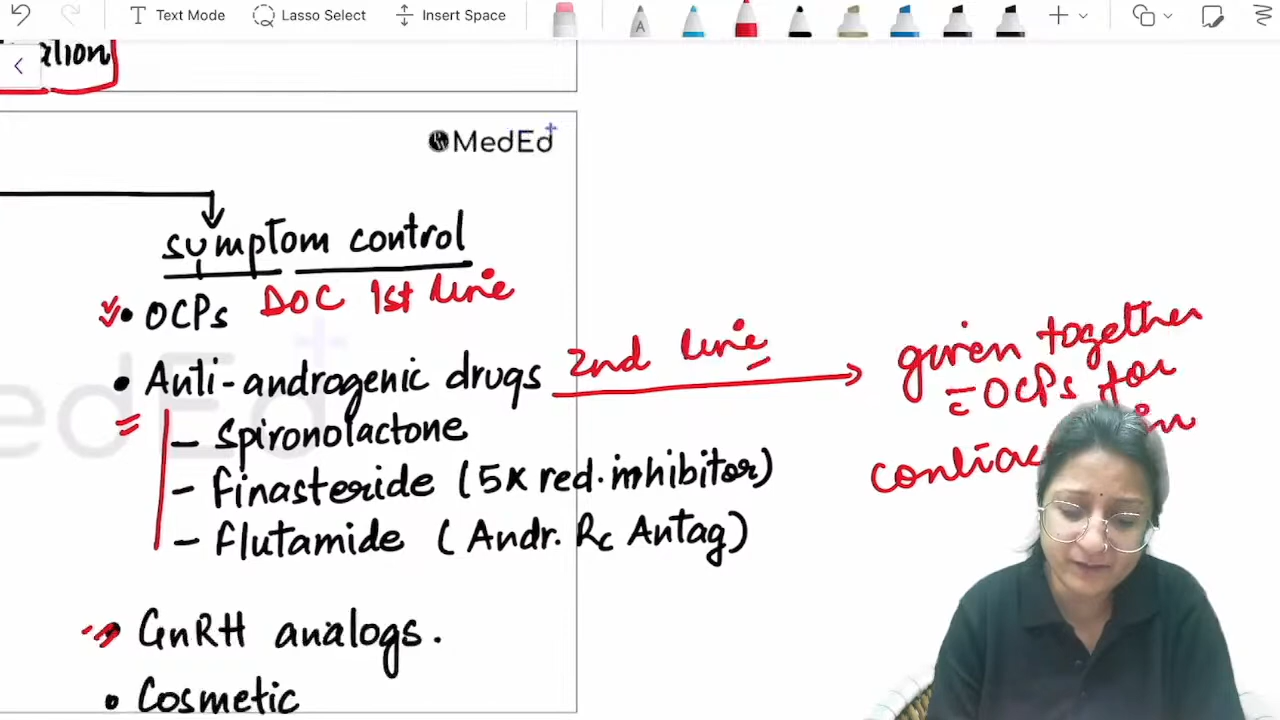 Text Mode Lasso Select Insert Space
ation
MedEd
symptom control
• OCPs DOC 1st line
• Anti-androgenic drugs 2nd line → given together
c̄ OCPs for
– Spironolactone
– Finasteride (5α red. inhibitor)
– Flutamide (Andr. Rc Antag)
• GnRH analogs.
• Cosmetic